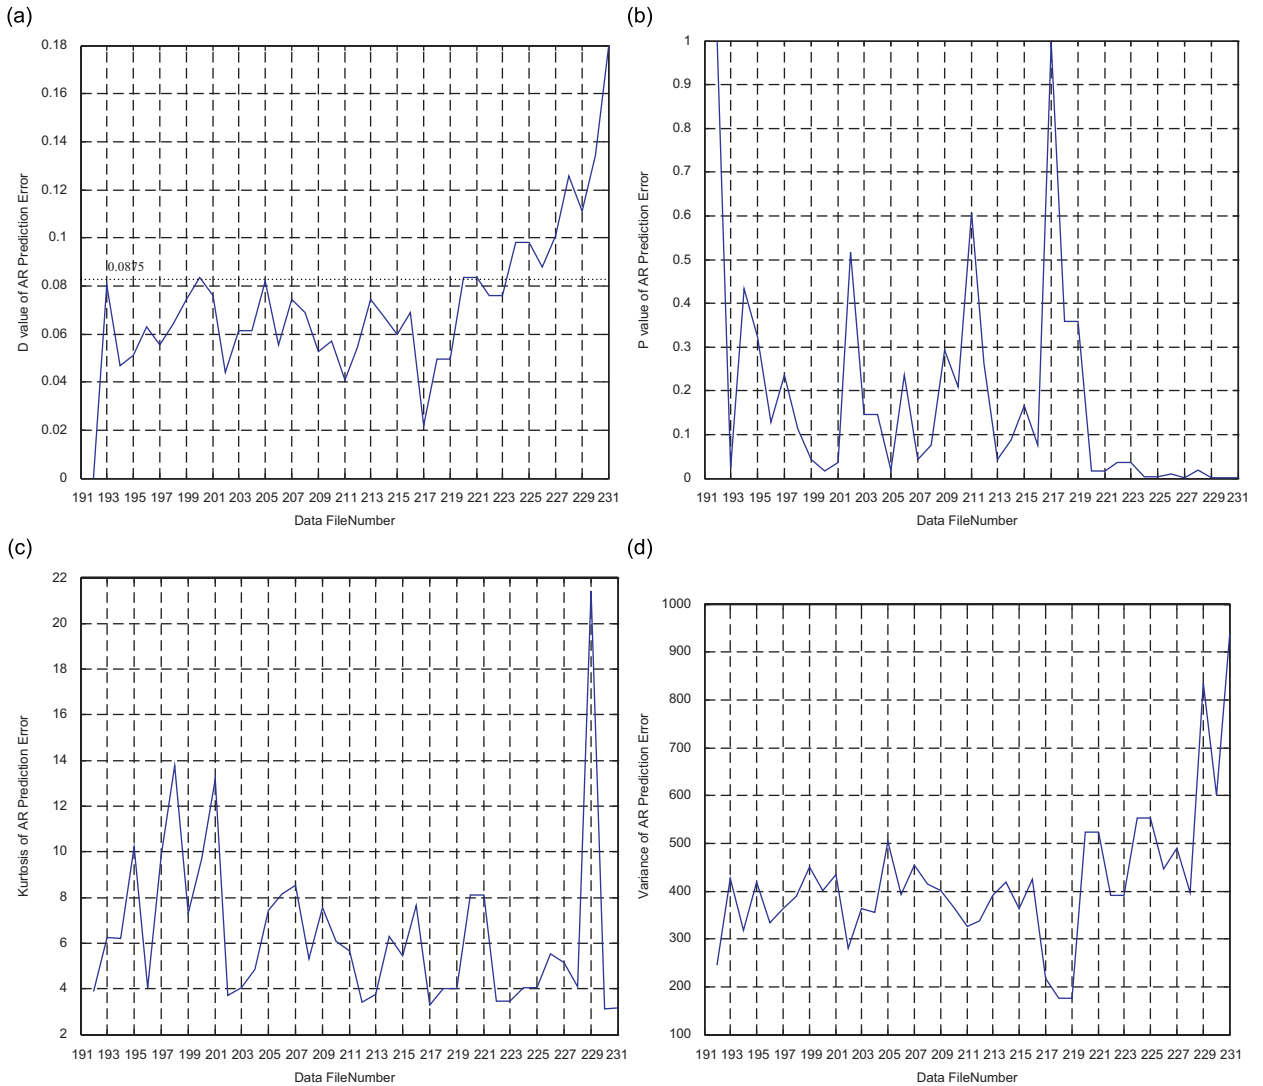 (a)
D value of AR Prediction Error
0.18
0.16
0.14
0.12
0.1
0.08
0.06
0.04
0.02
0
0.0875
191 193 195 197 199 201 203 205 207 209 211 213 215 217 219 221 223 225 227 229 231
Data FileNumber
(b)
P value of AR Prediction Error
1
0.9
0.8
0.7
0.6
0.5
0.4
0.3
0.2
0.1
0
191 193 195 197 199 201 203 205 207 209 211 213 215 217 219 221 223 225 227 229 231
Data FileNumber
(c)
Kurtosis of AR Prediction Error
22
20
18
16
14
12
10
8
6
4
2
191 193 195 197 199 201 203 205 207 209 211 213 215 217 219 221 223 225 227 229 231
Data FileNumber
(d)
Variance of AR Prediction Error
1000
900
800
700
600
500
400
300
200
100
191 193 195 197 199 201 203 205 207 209 211 213 215 217 219 221 223 225 227 229 231
Data FileNumber